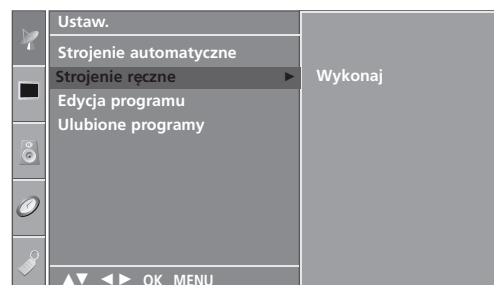 Ustaw.
Strojenie automatyczne
Strojenie ręczne ► Wykonaj
Edycja programu
Ulubione programy
▲▼ ◄► OK MENU